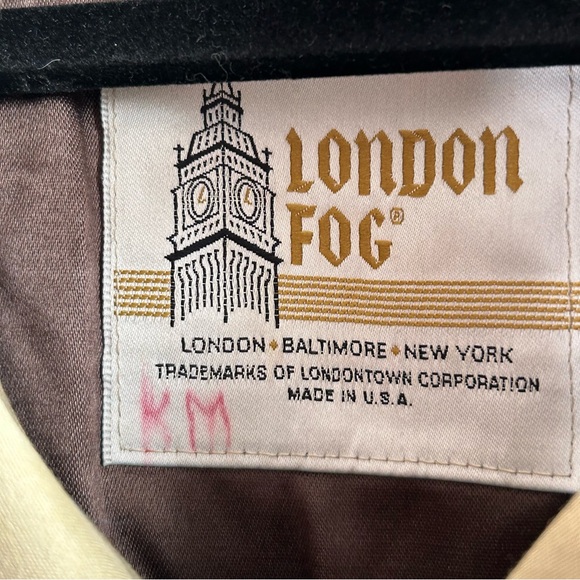 LONDON
FOG®
LONDON • BALTIMORE • NEW YORK
TRADEMARKS OF LONDONTOWN CORPORATION
MADE IN U.S.A.
KM